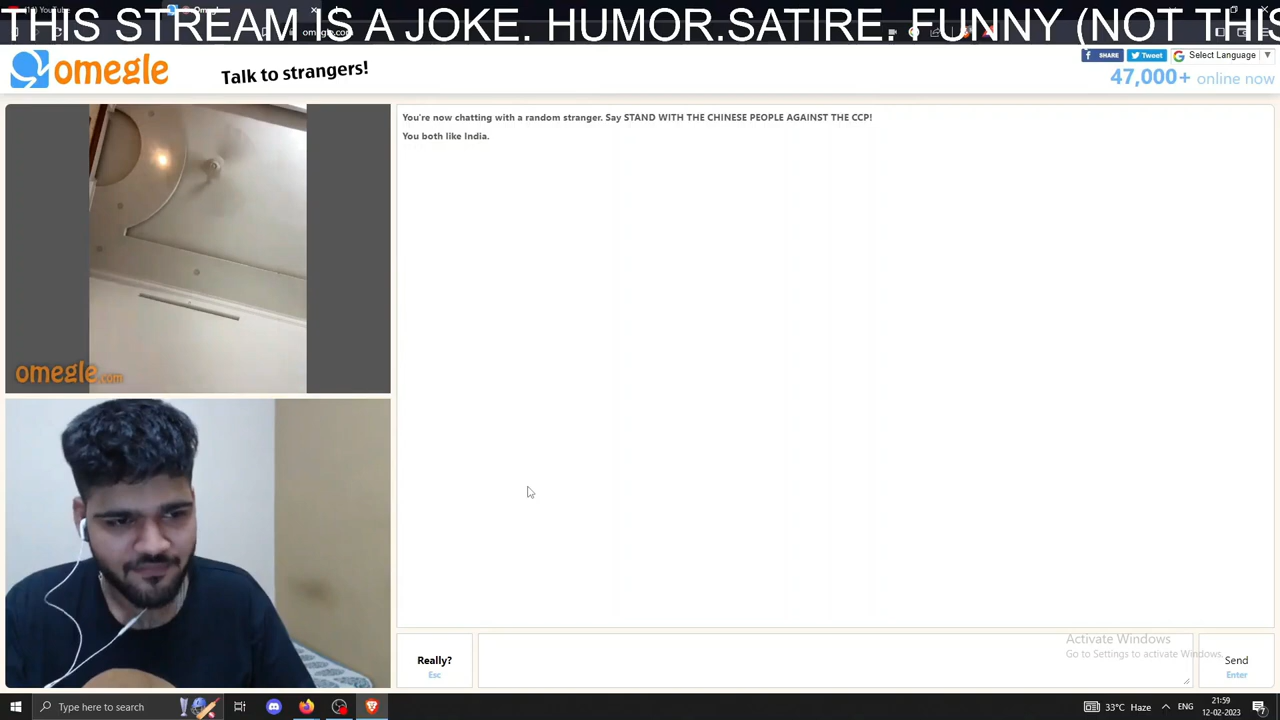 THIS STREAM IS A JOKE. HUMOR.SATIRE. FUNNY (NOT THIS
omegle
Talk to strangers!
SHARE
Tweet
Select Language
47,000+ online now
You're now chatting with a random stranger. Say STAND WITH THE CHINESE PEOPLE AGAINST THE CCP!
You both like India.
omegle.com
Really?
Esc
Activate Windows
Go to Settings to activate Windows.
Send
Enter
Type here to search
33°C Haze
ENG
21:59
12-02-2023